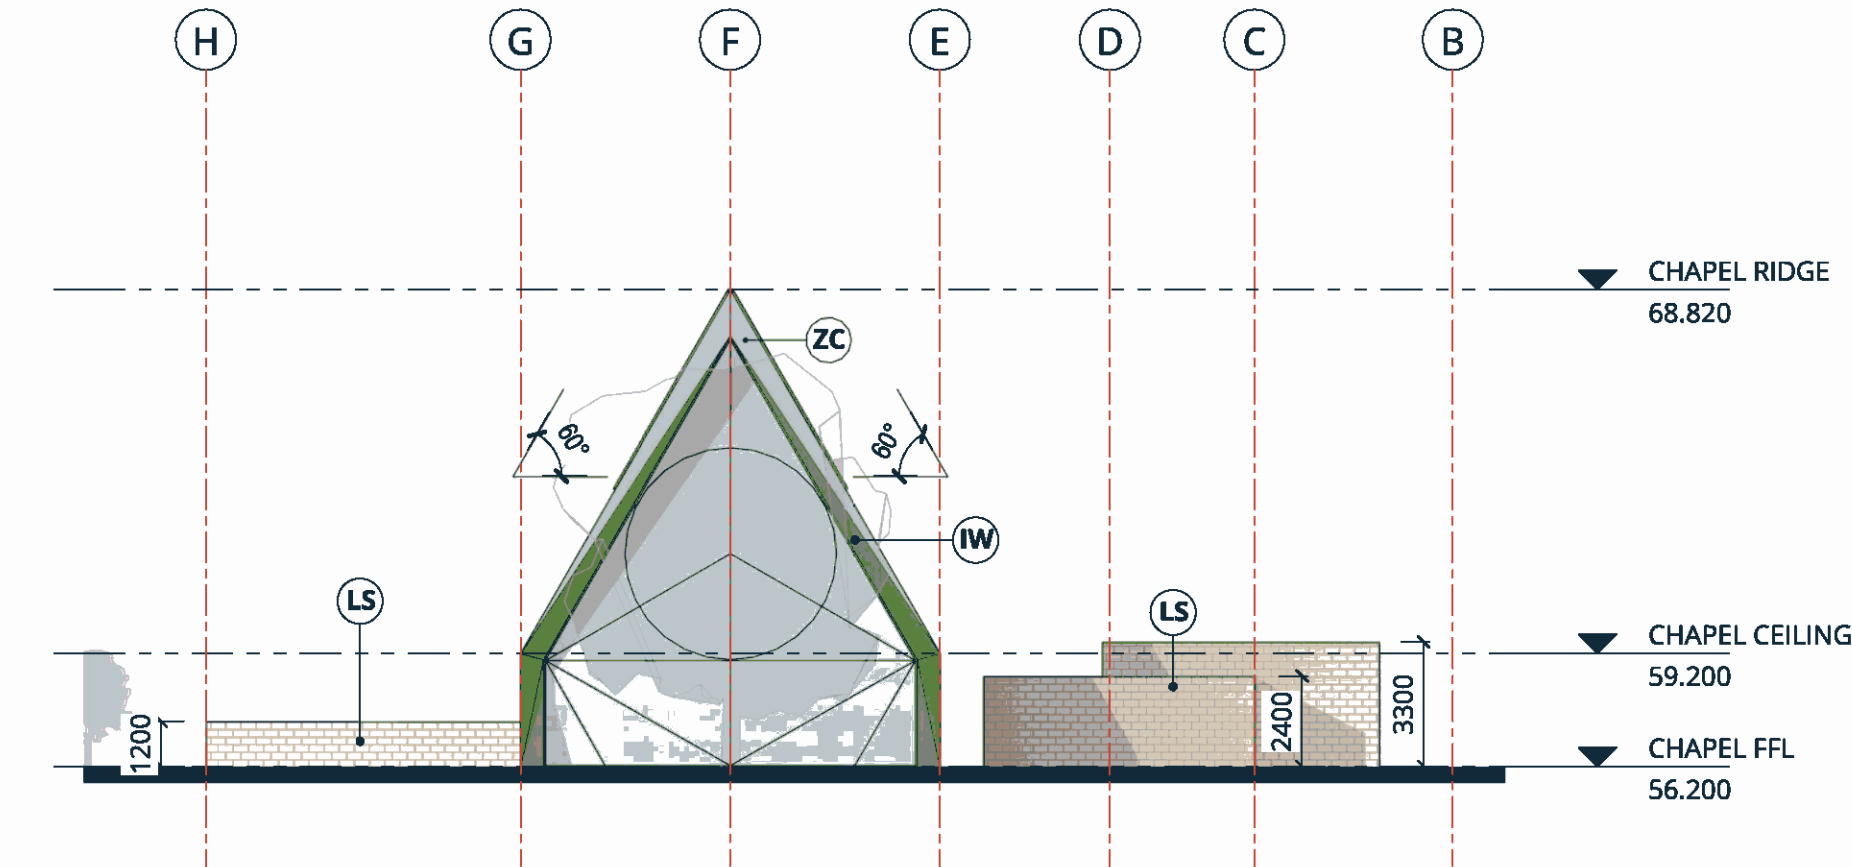 H G F E D C B
CHAPEL RIDGE
68.820
ZC
60°
60°
IW
LS
LS
CHAPEL CEILING
59.200
1200
2400
3300
CHAPEL FFL
56.200